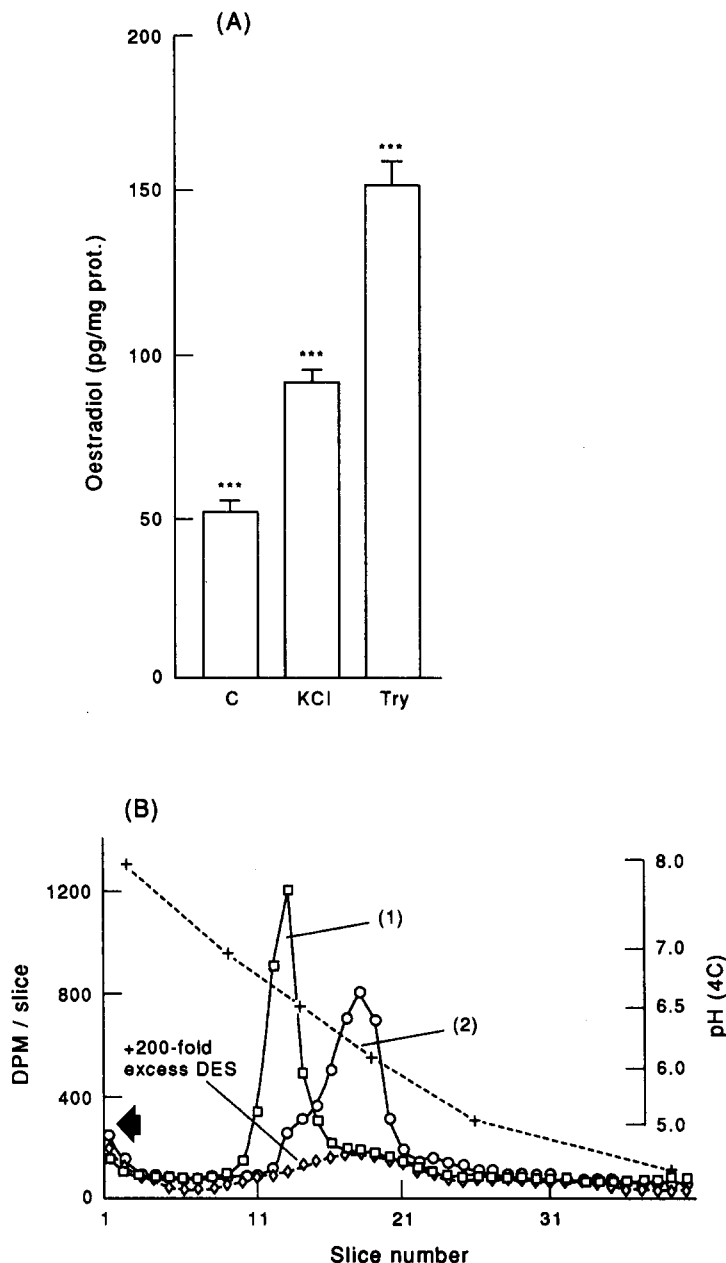 (A)
200
150
100
50
0
Oestradiol (pg/mg prot.)
***
***
***
C
KCl
Try
(B)
1200
800
400
0
DPM / slice
(1)
(2)
+200-fold
excess DES
8.0
7.0
6.5
6.0
5.0
pH (4C)
1
11
21
31
Slice number